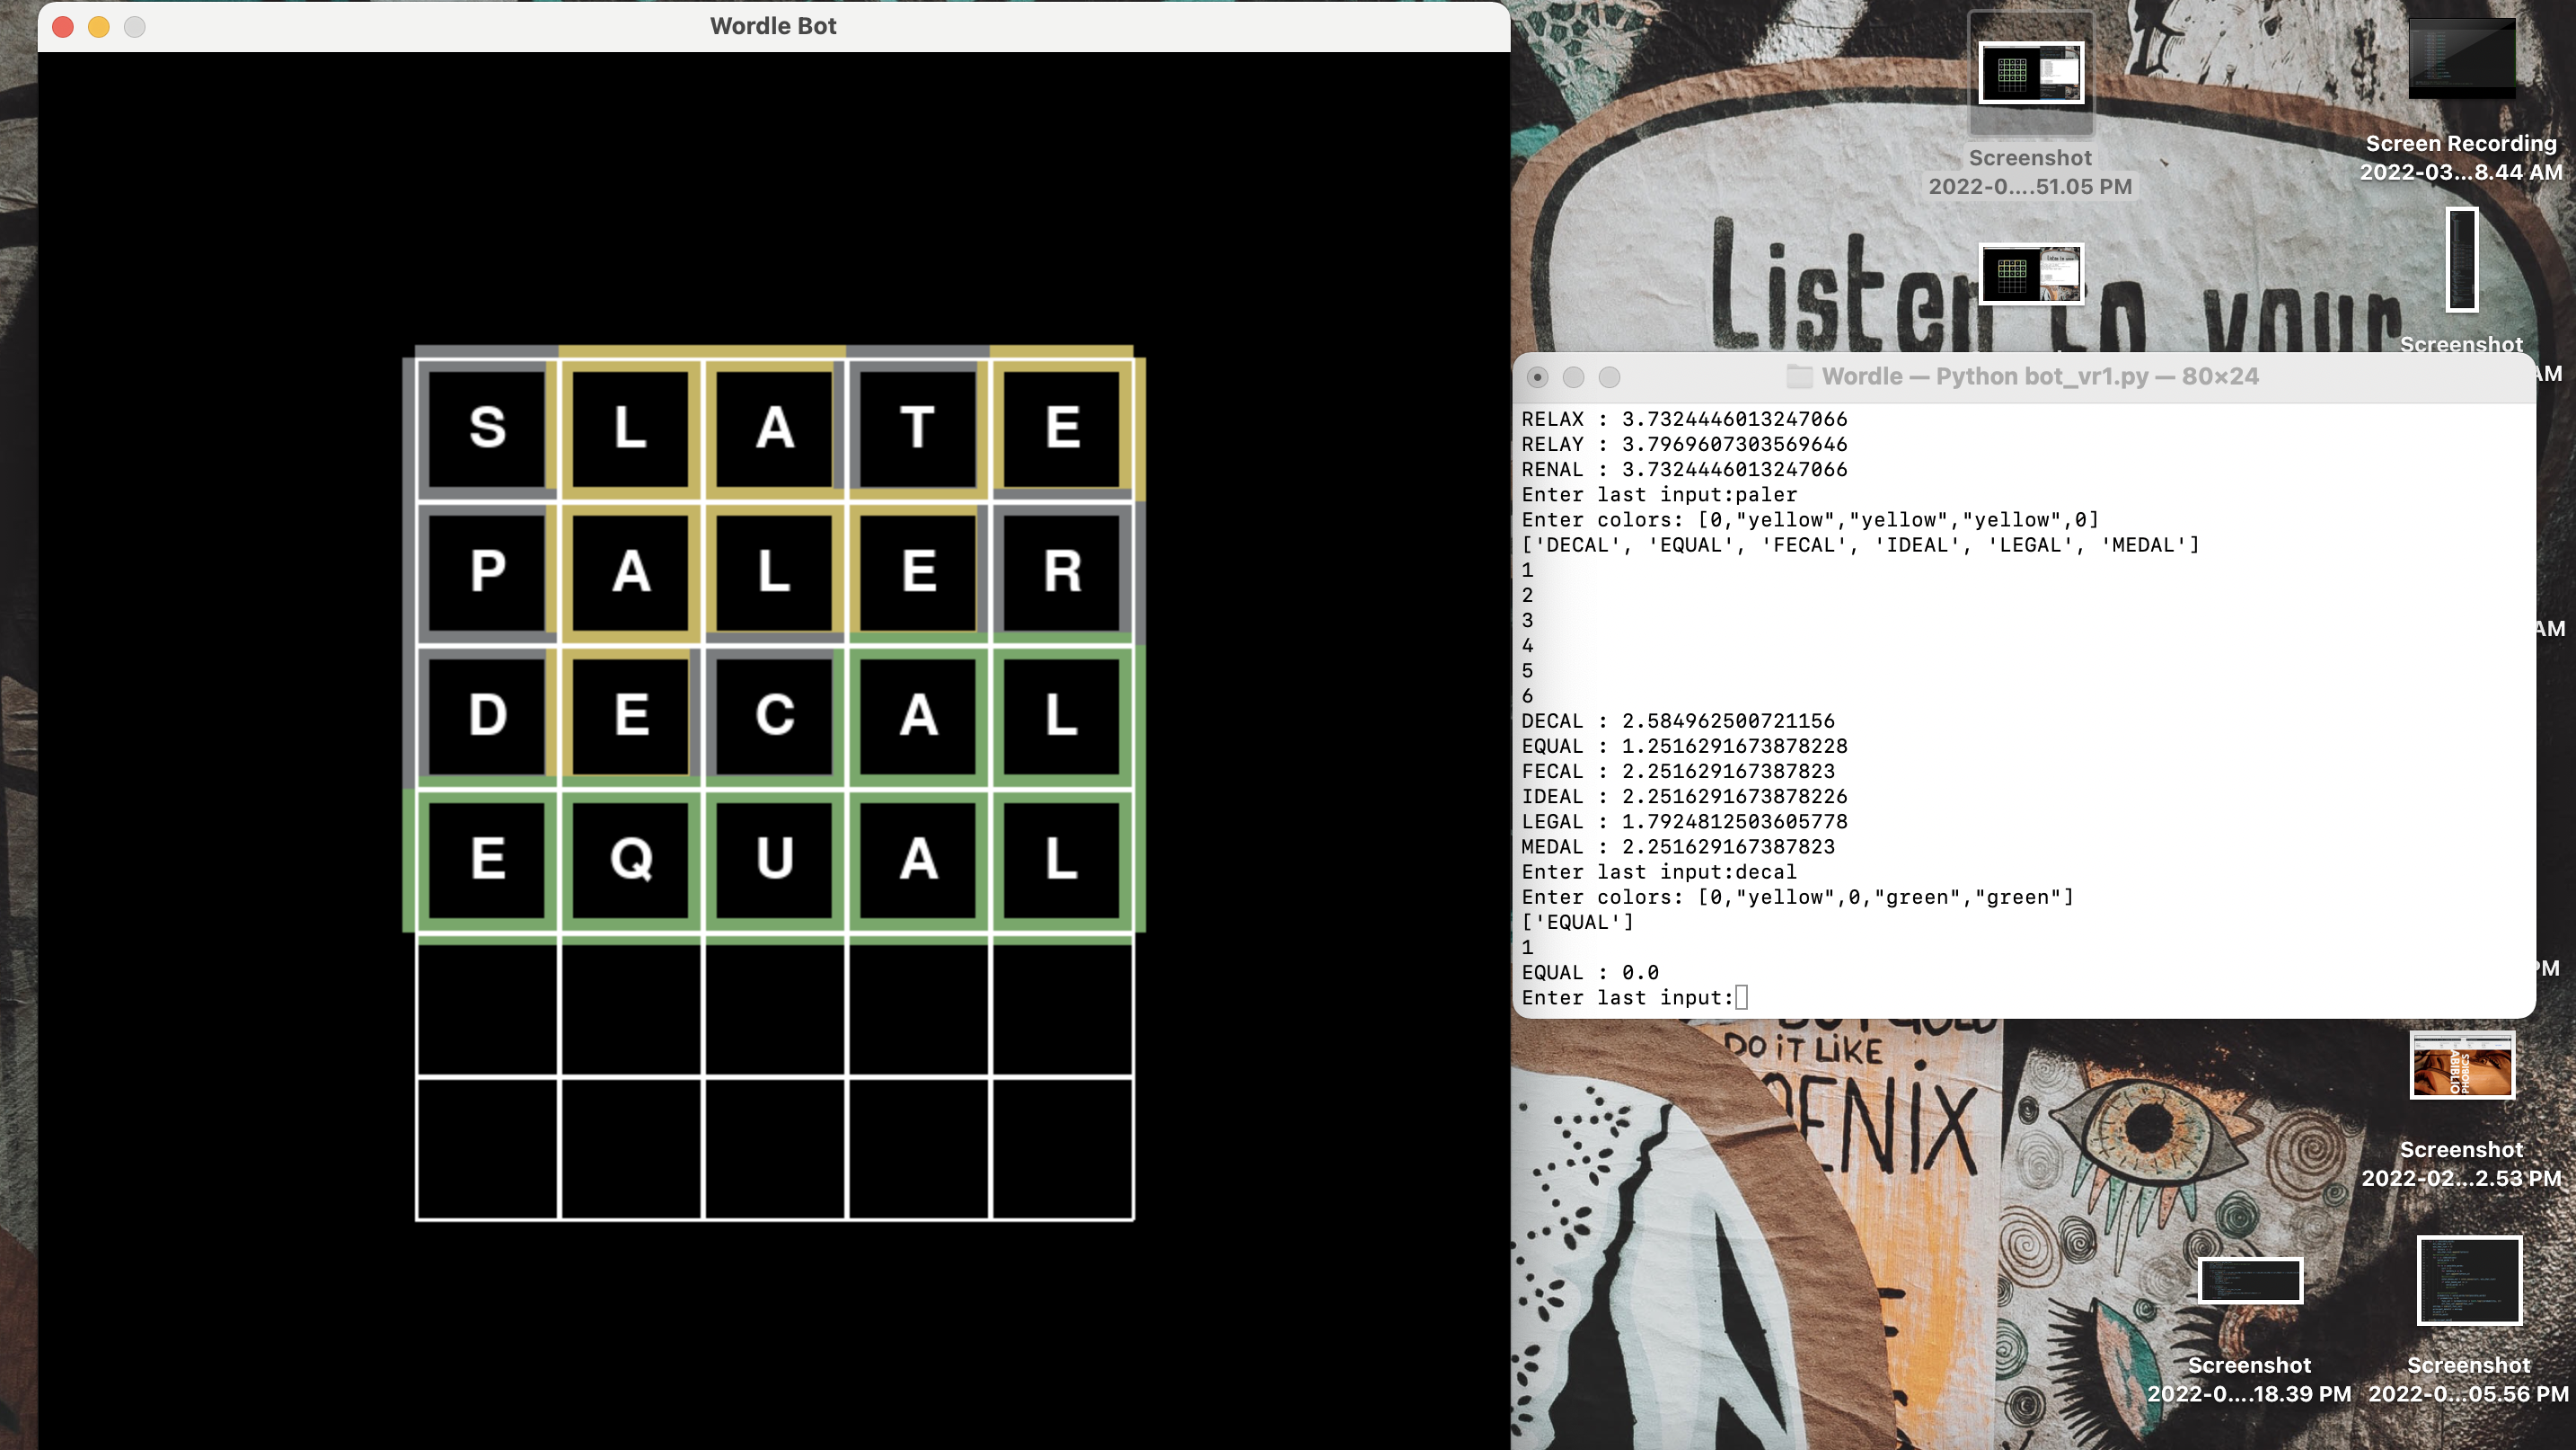 Wordle Bot
S L A T E
P A L E R
D E C A L
E Q U A L
Screenshot
2022-0....51.05 PM
Screen Recording
2022-03...8.44 AM
Listen to your
Screenshot
AM
Wordle — Python bot_vr1.py — 80×24
RELAX : 3.7324446013247066
RELAY : 3.7969607303569646
RENAL : 3.7324446013247066
Enter last input:paler
Enter colors: [0,"yellow","yellow","yellow",0]
['DECAL', 'EQUAL', 'FECAL', 'IDEAL', 'LEGAL', 'MEDAL']
1
2
3
4
5
6
DECAL : 2.584962500721156
EQUAL : 1.2516291673878228
FECAL : 2.251629167387823
IDEAL : 2.2516291673878226
LEGAL : 1.7924812503605778
MEDAL : 2.251629167387823
Enter last input:decal
Enter colors: [0,"yellow",0,"green","green"]
['EQUAL']
1
EQUAL : 0.0
Enter last input:
AM
PM
DO iT LiKE
ENiX
ABIBLIO
PHOBICS
Screenshot
2022-02...2.53 PM
Screenshot
2022-0....18.39 PM
Screenshot
2022-0...05.56 PM